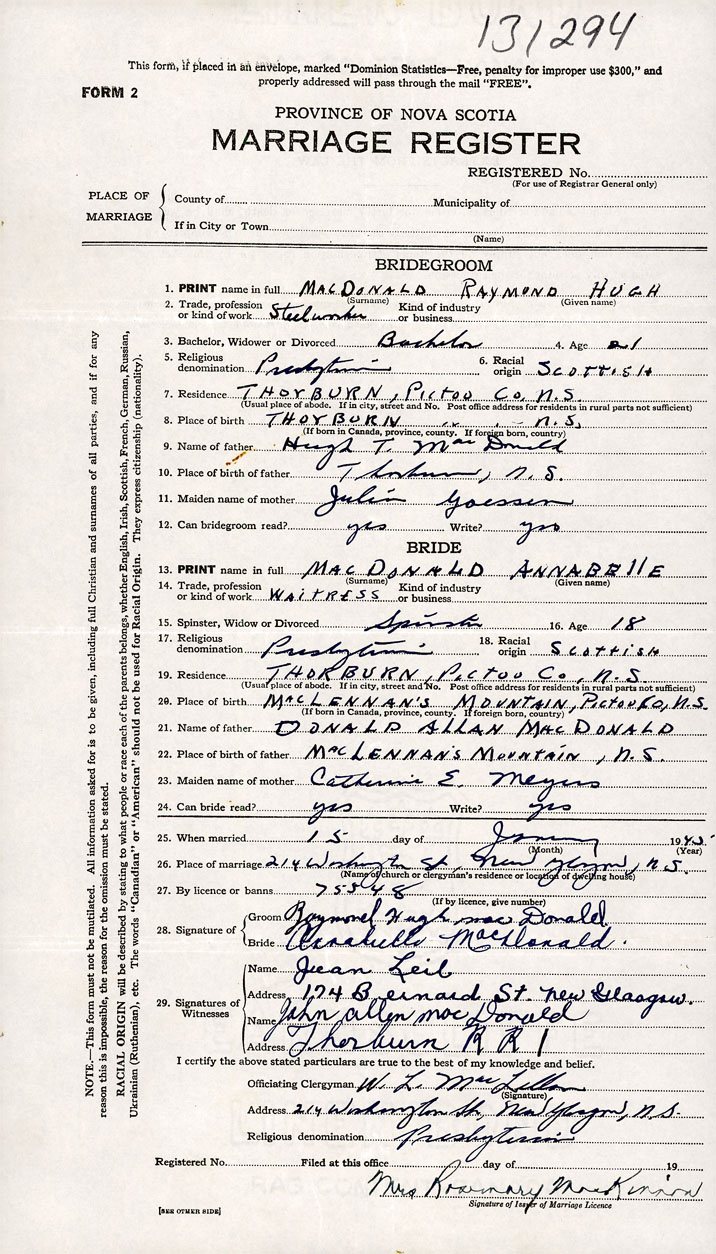 131294
This form, if placed in an envelope, marked "Dominion Statistics—Free, penalty for improper use $300," and
properly addressed will pass through the mail "FREE".
FORM 2
PROVINCE OF NOVA SCOTIA
MARRIAGE REGISTER
REGISTERED No.
(For use of Registrar General only)
PLACE OF MARRIAGE
County of Municipality of
If in City or Town
(Name)
BRIDEGROOM
1. PRINT name in full MACDONALD RAYMOND HUGH
(Surname) (Given name)
2. Trade, profession or kind of work Steelworker Kind of industry or business
3. Bachelor, Widower or Divorced Bachelor 4. Age 21
5. Religious denomination Presbyterian 6. Racial origin SCOTTISH
7. Residence THORBURN, PICTOU CO, N.S.
(Usual place of abode. If in city, street and No. Post office address for residents in rural parts not sufficient)
8. Place of birth THORBURN " " N.S.
(If born in Canada, province, county. If foreign born, country)
9. Name of father Hugh T. MacDonald
10. Place of birth of father Thorburn, N.S.
11. Maiden name of mother Julia
12. Can bridegroom read? yes Write? yes
BRIDE
13. PRINT name in full MACDONALD ANNABELLE
(Surname) (Given name)
14. Trade, profession or kind of work WAITRESS Kind of industry or business
15. Spinster, Widow or Divorced Spinster 16. Age 18
17. Religious denomination Presbyterian 18. Racial origin SCOTTISH
19. Residence THORBURN, PICTOU CO, N.S.
(Usual place of abode. If in city, street and No. Post office address for residents in rural parts not sufficient)
20. Place of birth MACLENNAN'S MOUNTAIN, PICTOU CO, N.S.
(If born in Canada, province, county. If foreign born, country)
21. Name of father DONALD ALLAN MACDONALD
22. Place of birth of father MACLENNAN'S MOUNTAIN, N.S.
23. Maiden name of mother Catherine E. Meyers
24. Can bride read? yes Write? yes
25. When married 15 day of January 1945
(Month) (Year)
26. Place of marriage 214 Washington St, New Glasgow, N.S.
(Name of church or clergyman's residence or location of dwelling house)
27. By licence or banns 75548
(If by licence, give number)
28. Signature of
Groom Raymond Hugh MacDonald
Bride Annabelle MacDonald.
29. Signatures of Witnesses
Name Jean Leil
Address 174 Bernard St. New Glasgow.
Name John Allen MacDonald
Address Thorburn R R 1
I certify the above stated particulars are true to the best of my knowledge and belief.
Officiating Clergyman W. L. MacLellan
(Signature)
Address 214 Washington St, New Glasgow, N.S.
Religious denomination Presbyterian
Registered No. Filed at this office day of 19
Mrs Rosemary MacKinnon
Signature of Issuer of Marriage Licence
[SEE OTHER SIDE]
NOTE.—This form must not be mutilated. All information asked for is to be given, including full Christian and surnames of all parties, and if for any
reason this is impossible, the reason for the omission must be stated.
RACIAL ORIGIN will be described by stating to what people or race each of the parents belongs, whether English, Irish, Scottish, French, German, Russian,
Ukrainian (Ruthenian), etc. The words "Canadian" or "American" should not be used for Racial Origin. They express citizenship (nationality).